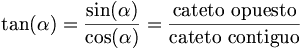 tan(α) = sin(α) / cos(α) = cateto opuesto / cateto contiguo